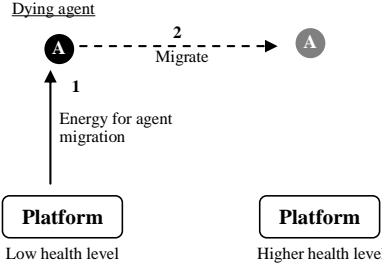 Dying agent
A
2
A
Migrate
1
Energy for agent
migration
Platform
Platform
Low health level
Higher health level